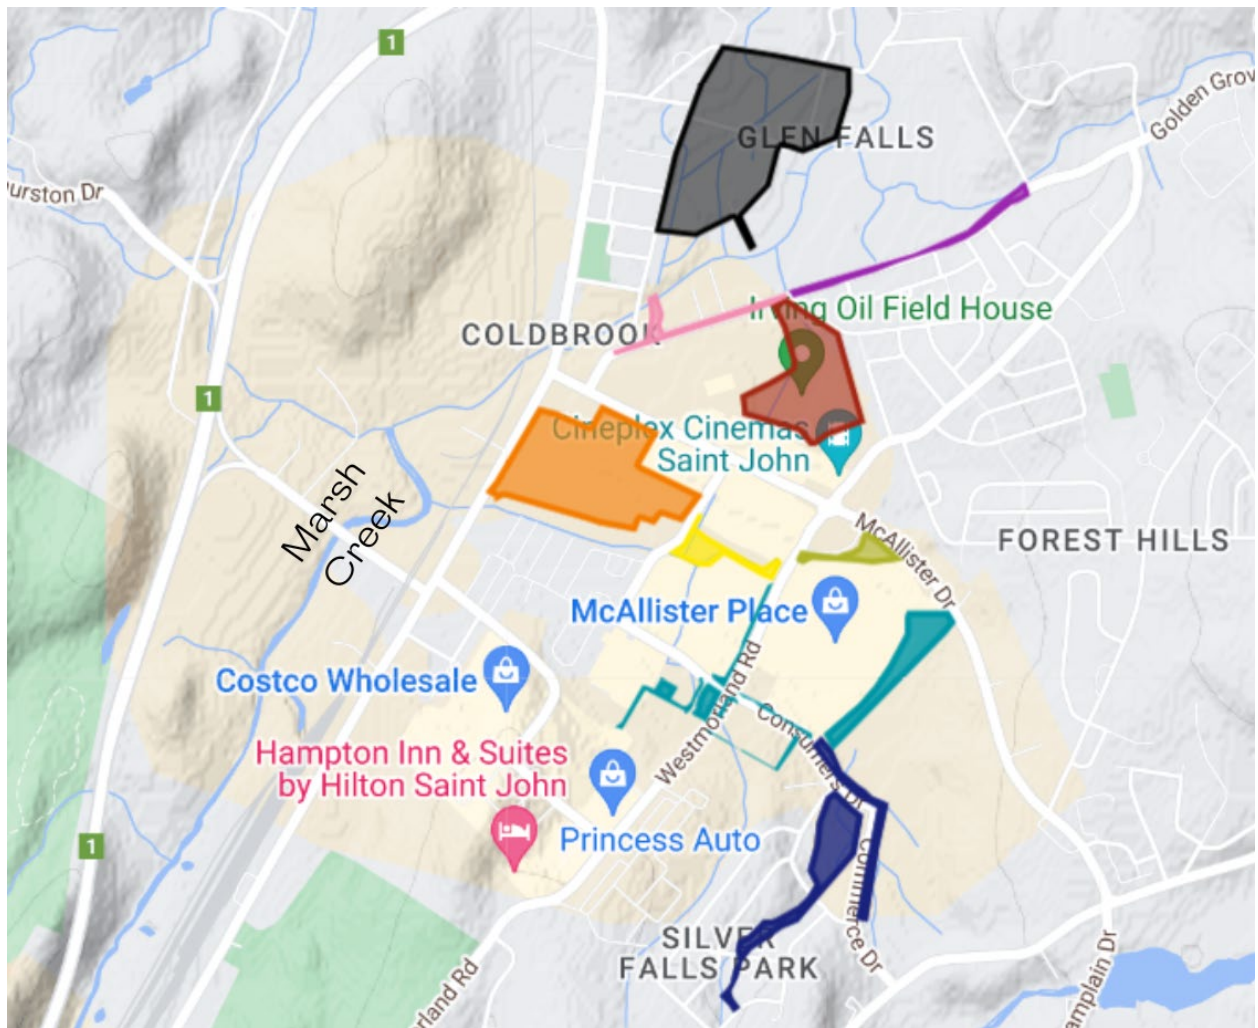 1
GLEN FALLS
Golden Grov
urston Dr
Irving Oil Field House
COLDBROOK
1
Cineplex Cinemas
Saint John
Marsh
Creek
McAllister Dr
FOREST HILLS
McAllister Place
Costco Wholesale
Westmorland Rd
Consumers Dr
Hampton Inn & Suites
by Hilton Saint John
Princess Auto
1
Commerce Dr
SILVER
FALLS PARK
rland Rd
amplain Dr